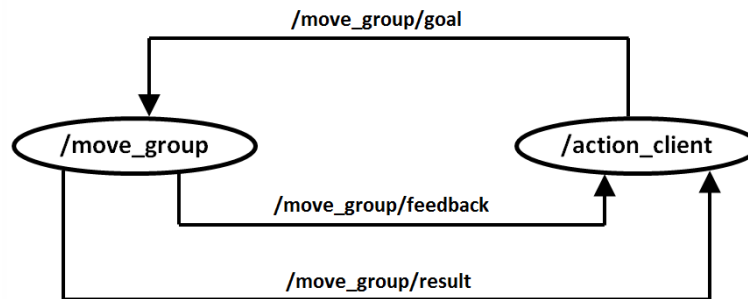 /move_group/goal
/move_group
/action_client
/move_group/feedback
/move_group/result